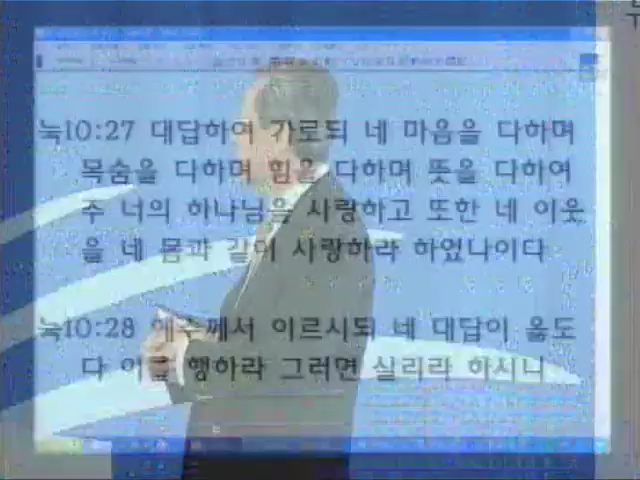 눅10:27 대답하여 가로되 네 마음을 다하며
목숨을 다하며 힘을 다하며 뜻을 다하여
주 너의 하나님을 사랑하고 또한 네 이웃
을 네 몸과 같이 사랑하라 하였나이다
눅10:28 예수께서 이르시되 네 대답이 옳도
다 이를 행하라 그러면 살리라 하시니